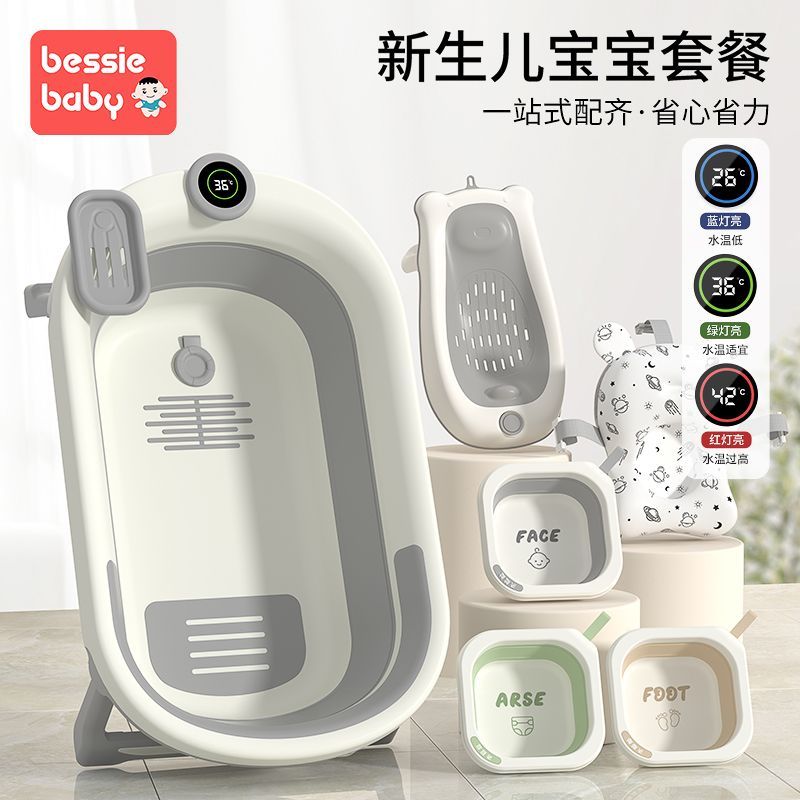 bessie
baby
新生儿宝宝套餐
一站式配齐·省心省力
36°C
26°C
蓝灯亮
水温低
36°C
绿灯亮
水温适宜
42°C
红灯亮
水温过高
FACE
ARSE
FOOT